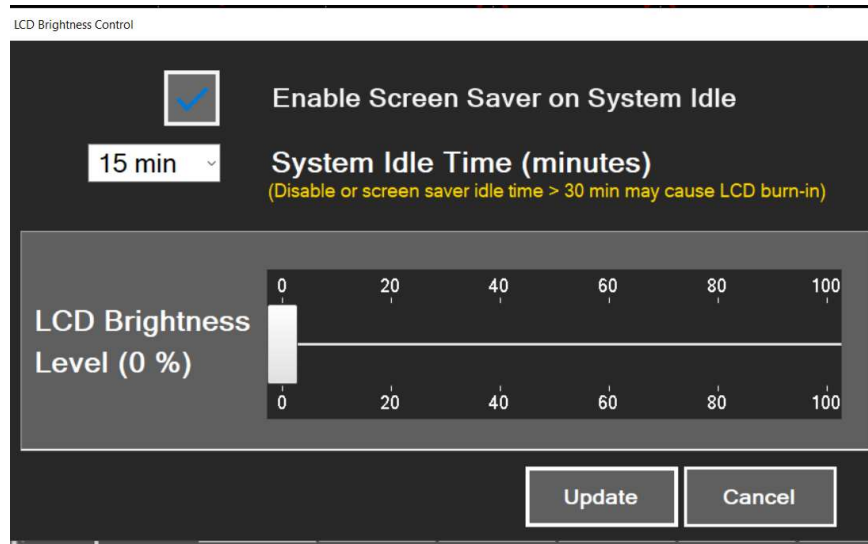 LCD Brightness Control
Enable Screen Saver on System Idle
15 min
System Idle Time (minutes)
(Disable or screen saver idle time > 30 min may cause LCD burn-in)
0 20 40 60 80 100
LCD Brightness
Level (0 %)
0 20 40 60 80 100
Update Cancel